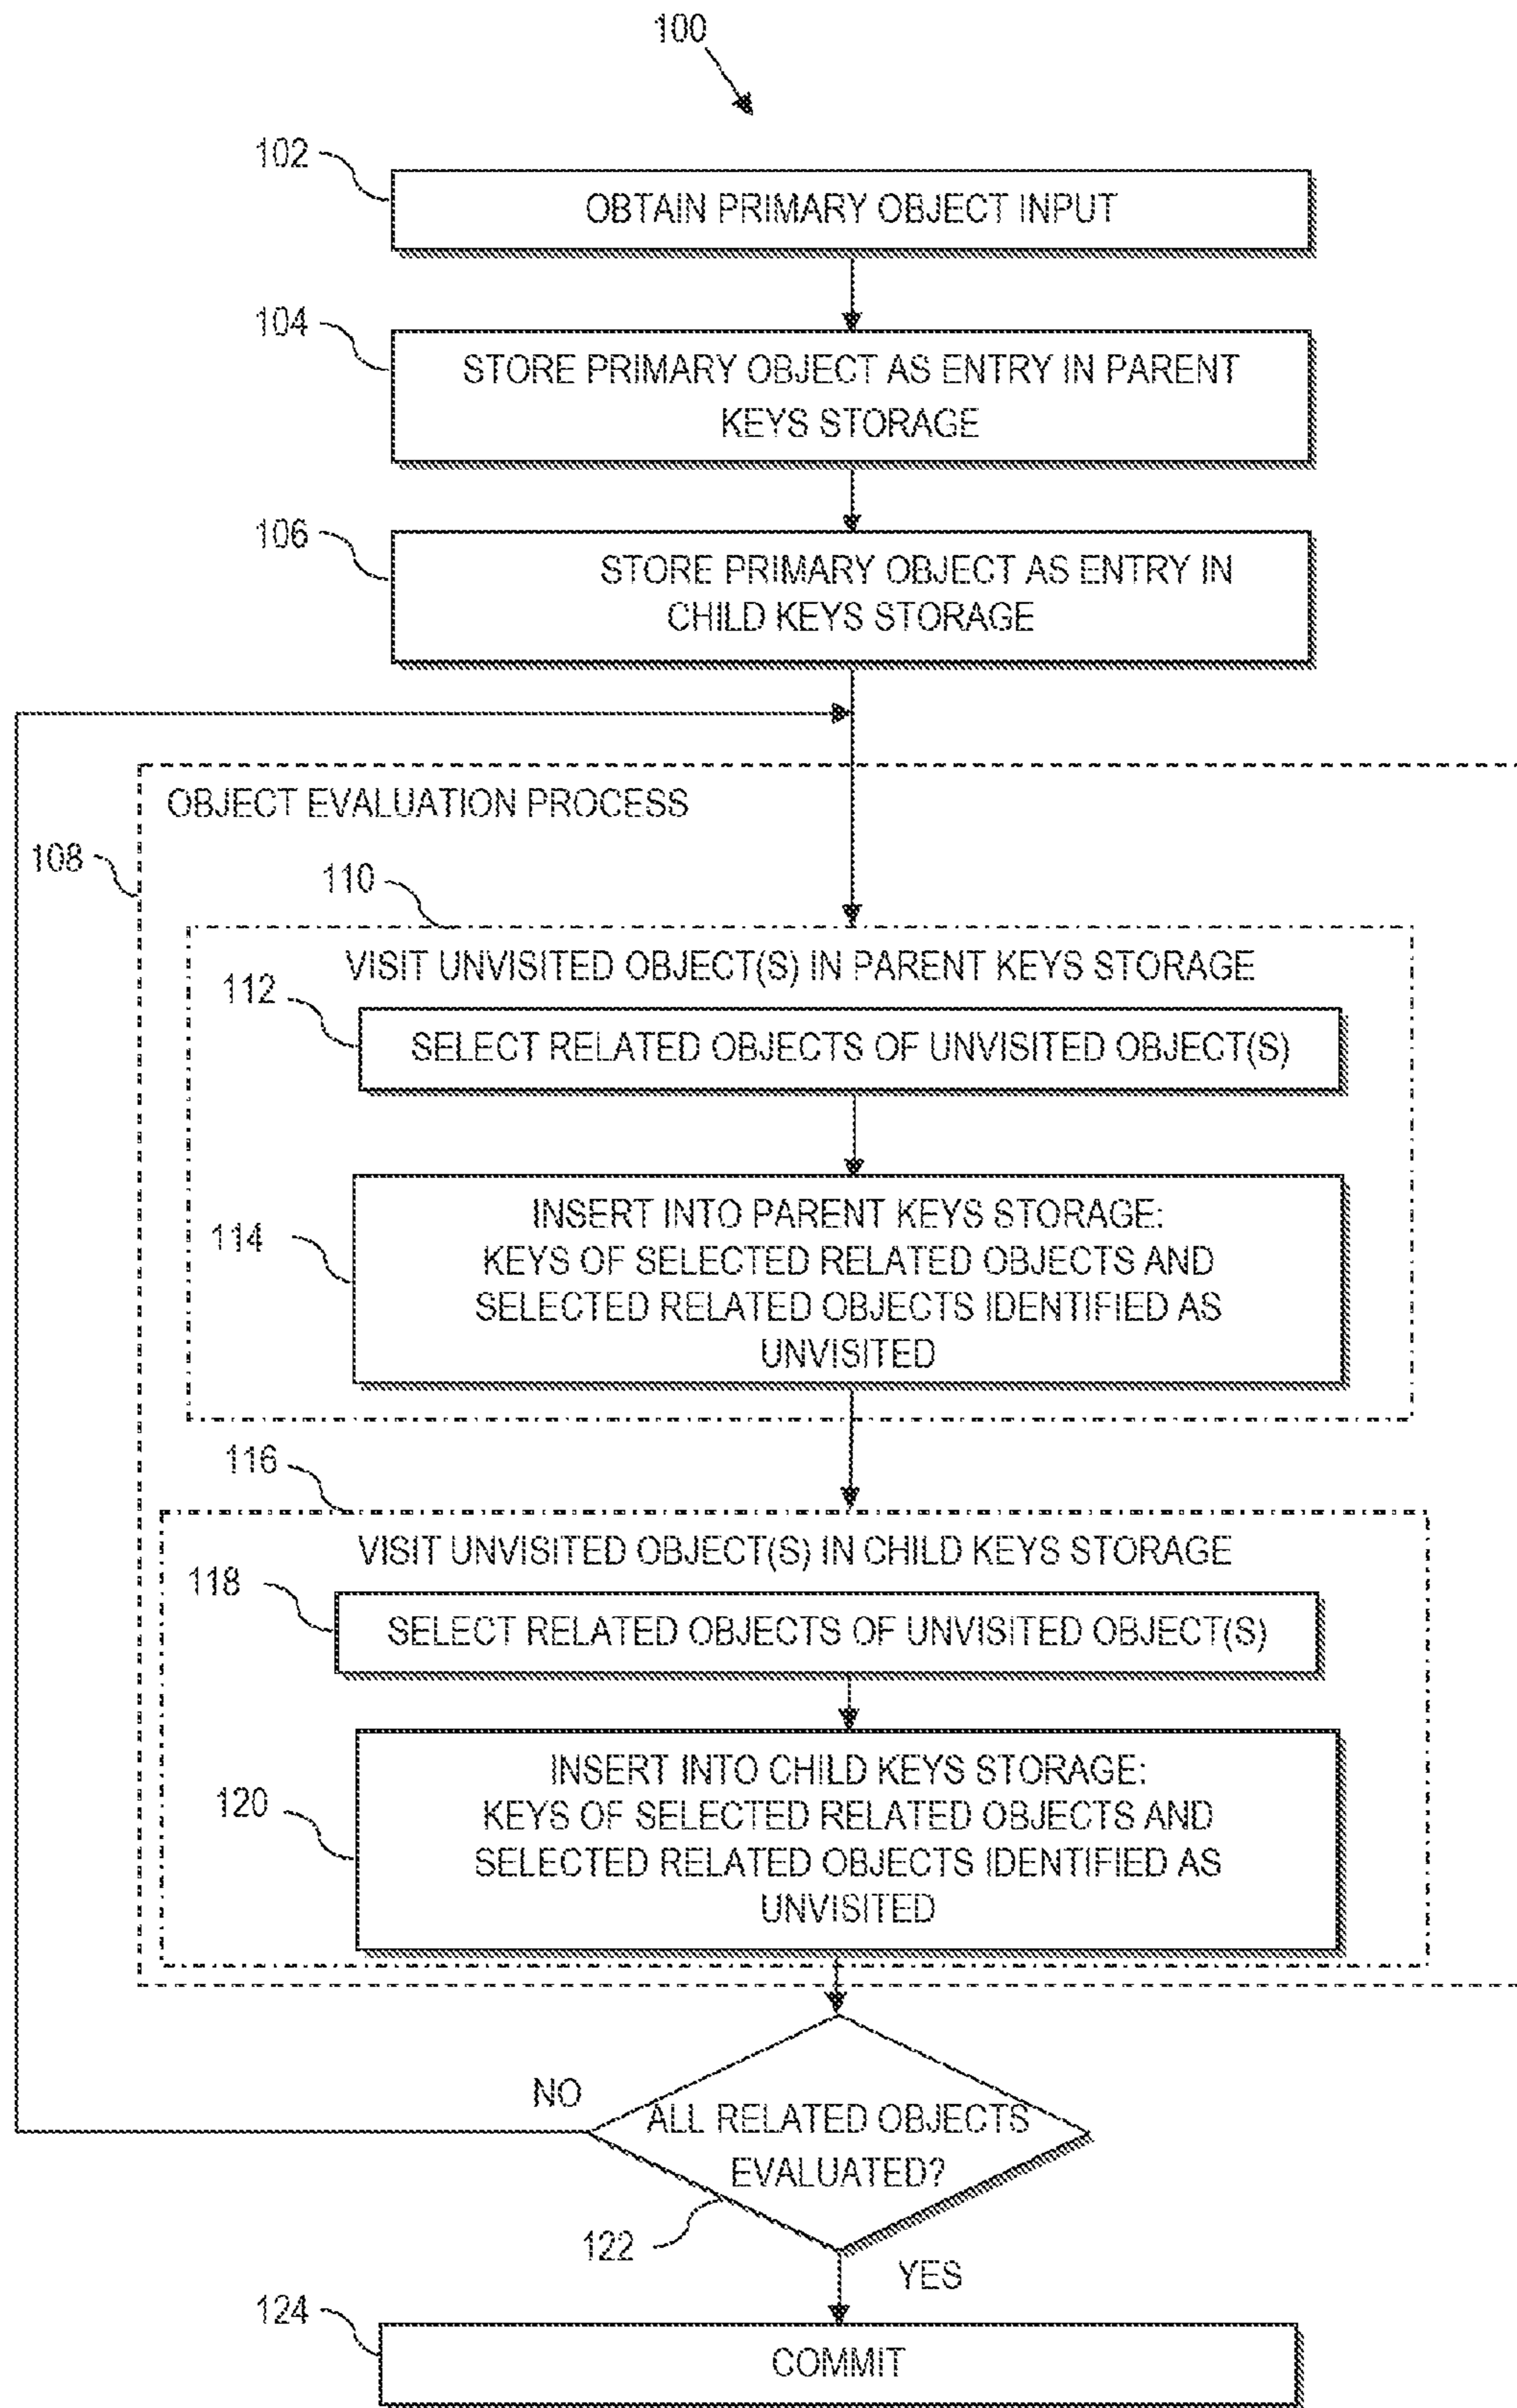 100
102
OBTAIN PRIMARY OBJECT INPUT
104
STORE PRIMARY OBJECT AS ENTRY IN PARENT
KEYS STORAGE
106
STORE PRIMARY OBJECT AS ENTRY IN
CHILD KEYS STORAGE
OBJECT EVALUATION PROCESS
108
110
VISIT UNVISITED OBJECT(S) IN PARENT KEYS STORAGE
112
SELECT RELATED OBJECTS OF UNVISITED OBJECT(S)
114
INSERT INTO PARENT KEYS STORAGE:
KEYS OF SELECTED RELATED OBJECTS AND
SELECTED RELATED OBJECTS IDENTIFIED AS
UNVISITED
116
VISIT UNVISITED OBJECT(S) IN CHILD KEYS STORAGE
118
SELECT RELATED OBJECTS OF UNVISITED OBJECT(S)
120
INSERT INTO CHILD KEYS STORAGE:
KEYS OF SELECTED RELATED OBJECTS AND
SELECTED RELATED OBJECTS IDENTIFIED AS
UNVISITED
NO
ALL RELATED OBJECTS
EVALUATED?
122
YES
124
COMMIT